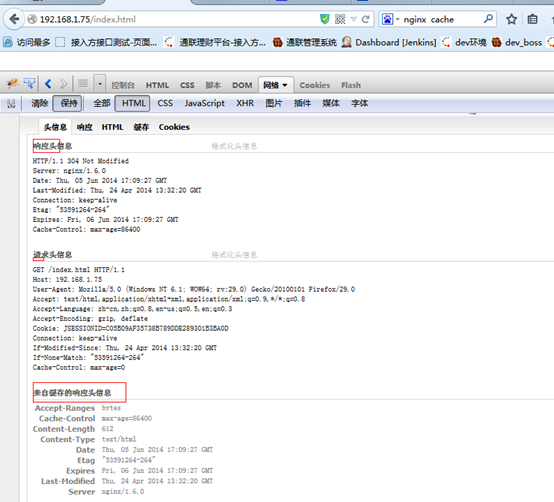 192.168.1.75/index.html
nginx cache
访问最多 接入方接口测试-页面... 通联理财平台-接入方... 通联管理系统 Dashboard [Jenkins] dev环境 dev_boss
控制台 HTML CSS 脚本 DOM 网络 Cookies Flash
清除 保持 全部 HTML CSS JavaScript XHR 图片 插件 媒体 字体
头信息 响应 HTML 缓存 Cookies
响应头信息 格式化头信息
HTTP/1.1 304 Not Modified
Server: nginx/1.6.0
Date: Thu, 05 Jun 2014 17:09:27 GMT
Last-Modified: Thu, 24 Apr 2014 13:32:20 GMT
Connection: keep-alive
Etag: "53591264-264"
Expires: Fri, 06 Jun 2014 17:09:27 GMT
Cache-Control: max-age=86400
请求头信息 格式化头信息
GET /index.html HTTP/1.1
Host: 192.168.1.75
User-Agent: Mozilla/5.0 (Windows NT 6.1; WOW64; rv:29.0) Gecko/20100101 Firefox/29.0
Accept: text/html,application/xhtml+xml,application/xml;q=0.9,*/*;q=0.8
Accept-Language: zh-cn,zh;q=0.8,en-us;q=0.5,en;q=0.3
Accept-Encoding: gzip, deflate
Cookie: JSESSIONID=C05B09AF35738B789DDE289301B3BA0D
Connection: keep-alive
If-Modified-Since: Thu, 24 Apr 2014 13:32:20 GMT
If-None-Match: "53591264-264"
Cache-Control: max-age=0
来自缓存的响应头信息
Accept-Ranges bytes
Cache-Control max-age=86400
Content-Length 612
Content-Type text/html
Date Thu, 05 Jun 2014 17:09:27 GMT
Etag "53591264-264"
Expires Fri, 06 Jun 2014 17:09:27 GMT
Last-Modified Thu, 24 Apr 2014 13:32:20 GMT
Server nginx/1.6.0